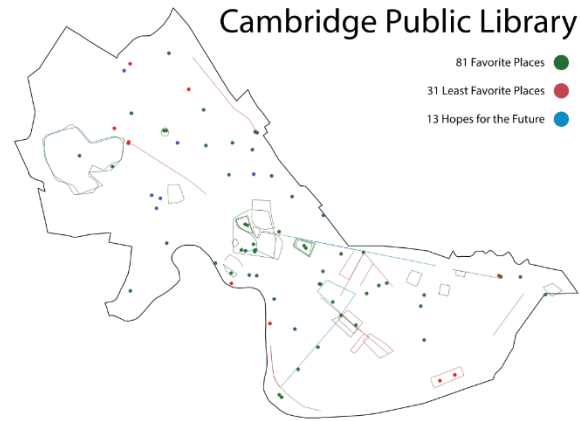 Cambridge Public Library
81 Favorite Places
31 Least Favorite Places
13 Hopes for the Future